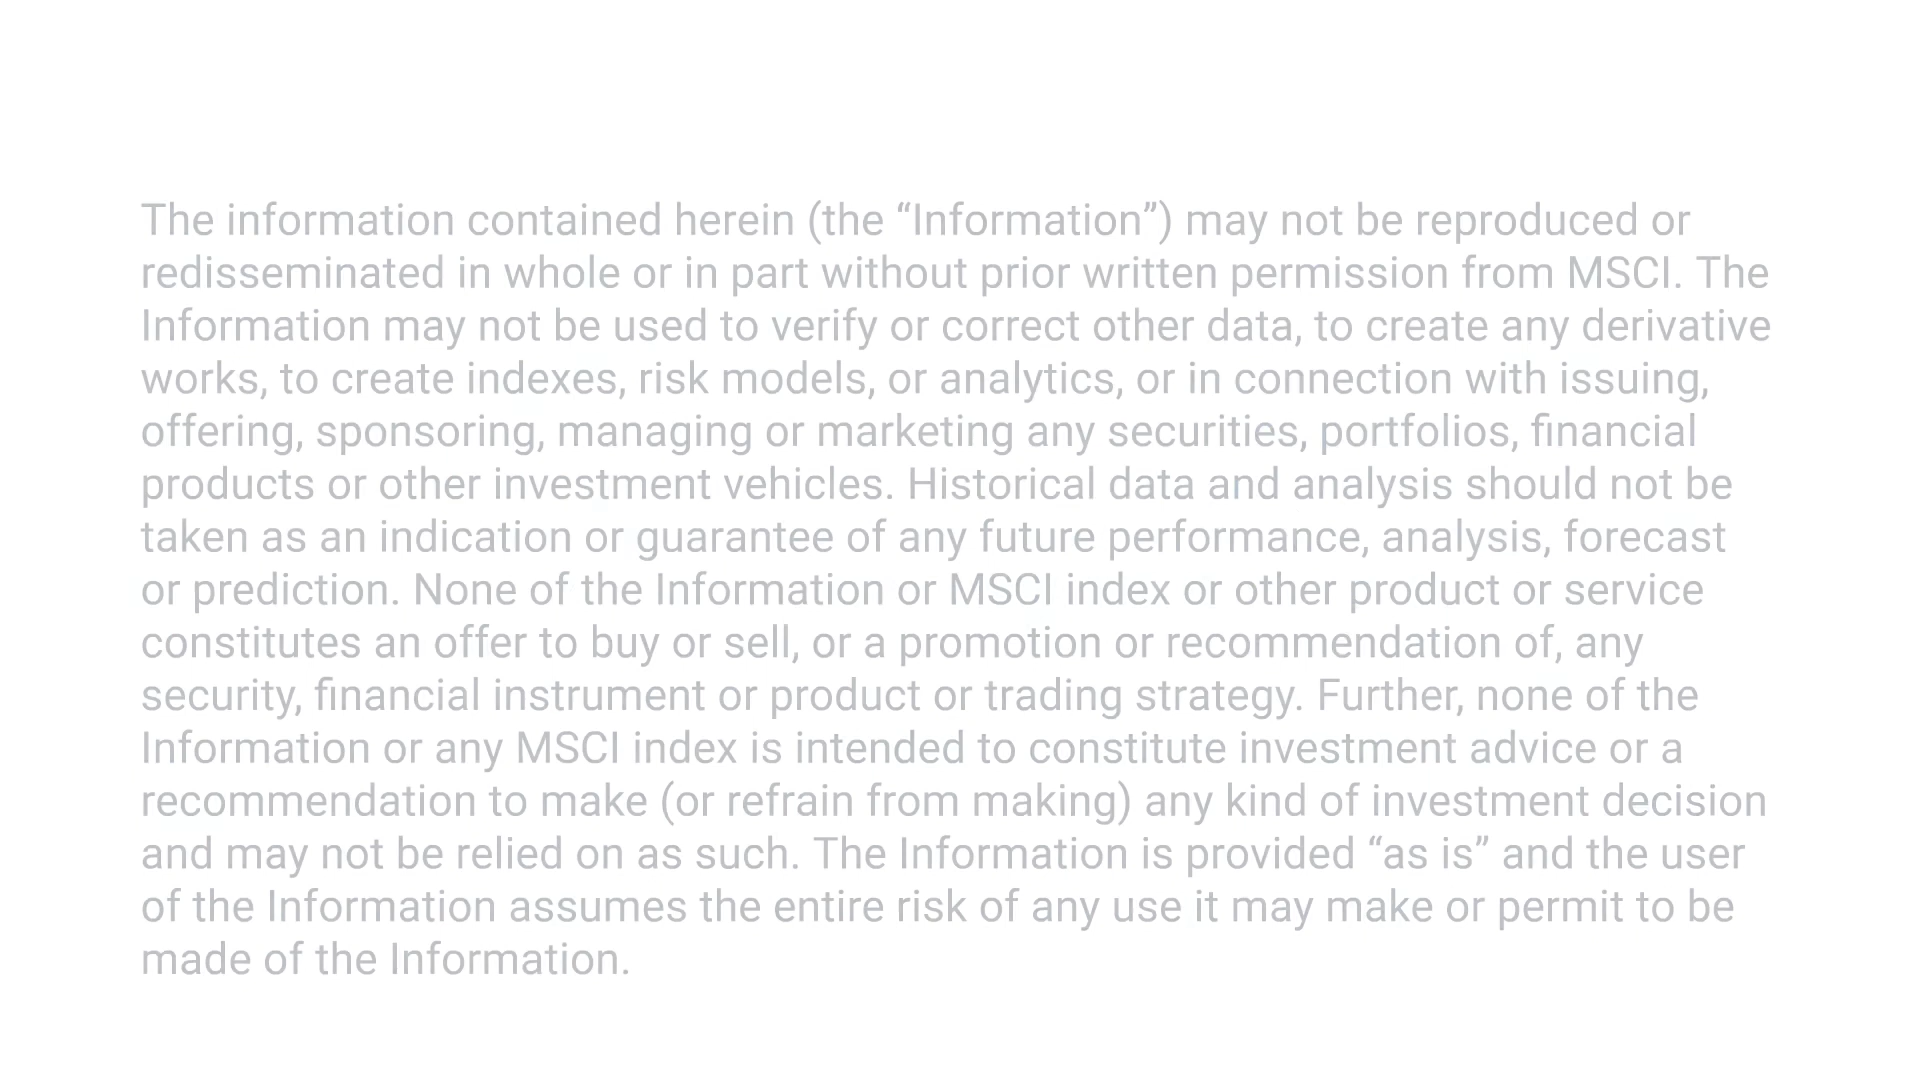 The information contained herein (the “Information”) may not be reproduced or
redisseminated in whole or in part without prior written permission from MSCI. The
Information may not be used to verify or correct other data, to create any derivative
works, to create indexes, risk models, or analytics, or in connection with issuing,
offering, sponsoring, managing or marketing any securities, portfolios, financial
products or other investment vehicles. Historical data and analysis should not be
taken as an indication or guarantee of any future performance, analysis, forecast
or prediction. None of the Information or MSCI index or other product or service
constitutes an offer to buy or sell, or a promotion or recommendation of, any
security, financial instrument or product or trading strategy. Further, none of the
Information or any MSCI index is intended to constitute investment advice or a
recommendation to make (or refrain from making) any kind of investment decision
and may not be relied on as such. The Information is provided “as is” and the user
of the Information assumes the entire risk of any use it may make or permit to be
made of the Information.